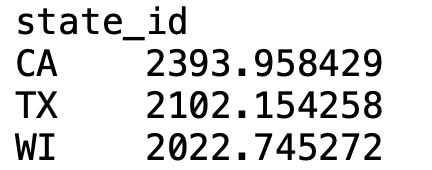 state_id
CA    2393.958429
TX    2102.154258
WI    2022.745272